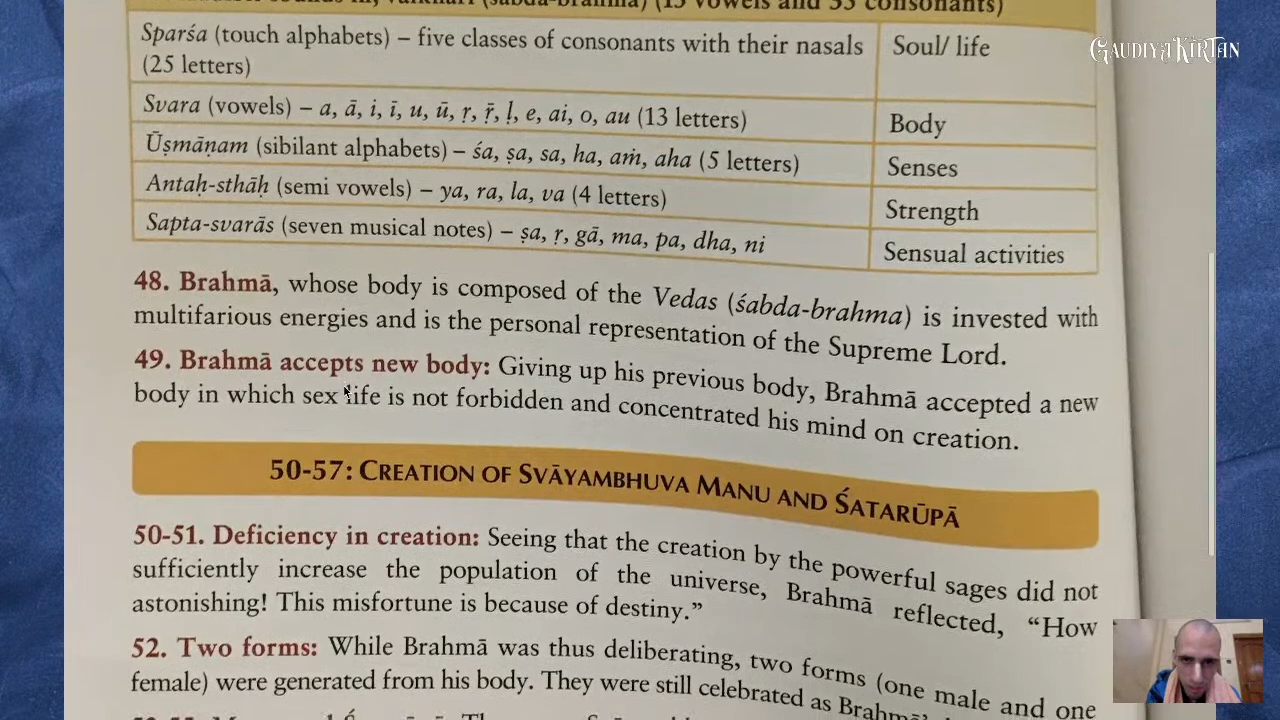 (13 vowels and 33 consonants)
GAUDIYA KIRTAN
Sparśa (touch alphabets) – five classes of consonants with their nasals
(25 letters)
Soul/ life
Svara (vowels) – a, ā, i, ī, u, ū, ṛ, ṝ, ḷ, e, ai, o, au (13 letters)
Body
Ūṣmāṇam (sibilant alphabets) – śa, ṣa, sa, ha, aṁ, aha (5 letters)
Senses
Antaḥ-sthāḥ (semi vowels) – ya, ra, la, va (4 letters)
Strength
Sapta-svarās (seven musical notes) – ṣa, ṛ, gā, ma, pa, dha, ni
Sensual activities
48. Brahmā, whose body is composed of the Vedas (śabda-brahma) is invested with
multifarious energies and is the personal representation of the Supreme Lord.
49. Brahmā accepts new body: Giving up his previous body, Brahmā accepted a new
body in which sex life is not forbidden and concentrated his mind on creation.
50-57: CREATION OF SVĀYAMBHUVA MANU AND ŚATARŪPĀ
50-51. Deficiency in creation: Seeing that the creation by the powerful sages did not
sufficiently increase the population of the universe, Brahmā reflected, “How
astonishing! This misfortune is because of destiny.”
52. Two forms: While Brahmā was thus deliberating, two forms (one male and one
female) were generated from his body. They were still celebrated as Brahmā's